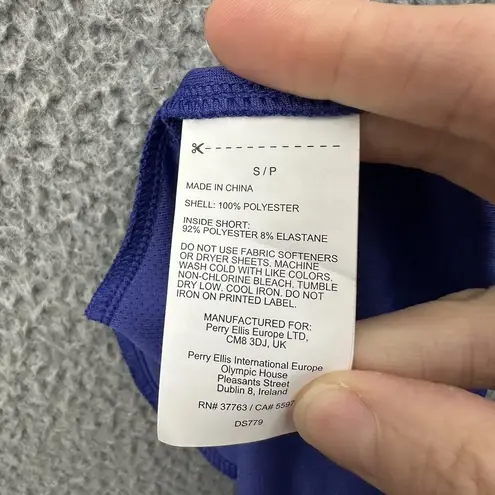 S / P
MADE IN CHINA
SHELL: 100% POLYESTER
INSIDE SHORT:
92% POLYESTER 8% ELASTANE
DO NOT USE FABRIC SOFTENERS
OR DRYER SHEETS. MACHINE
WASH COLD WITH LIKE COLORS.
NON-CHLORINE BLEACH. TUMBLE
DRY LOW. COOL IRON. DO NOT
IRON ON PRINTED LABEL.
MANUFACTURED FOR:
Perry Ellis Europe LTD,
CM8 3DJ, UK
Perry Ellis International Europe
Olympic House
Pleasants Street
Dublin 8, Ireland
RN# 37763 / CA#
DS779